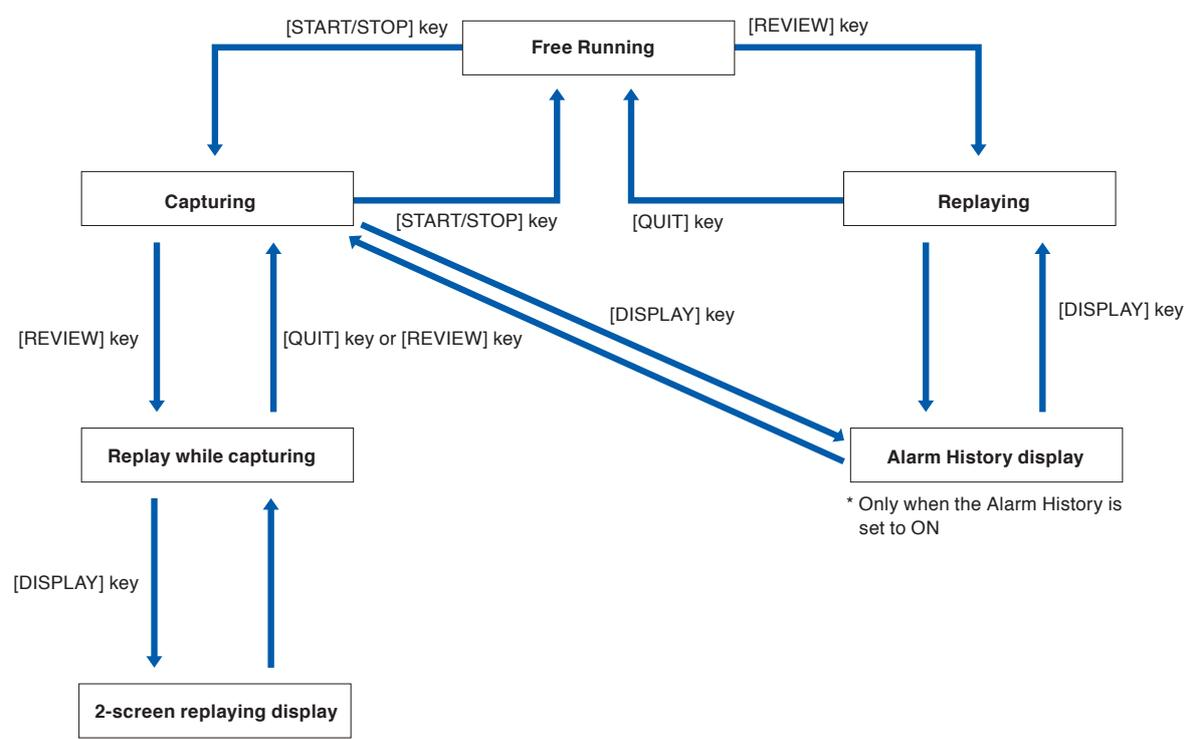 [START/STOP] key
Free Running
[REVIEW] key
Capturing
Replaying
[START/STOP] key
[QUIT] key
[DISPLAY] key
[DISPLAY] key
[REVIEW] key
[QUIT] key or [REVIEW] key
Replay while capturing
Alarm History display
* Only when the Alarm History is
set to ON
[DISPLAY] key
2-screen replaying display